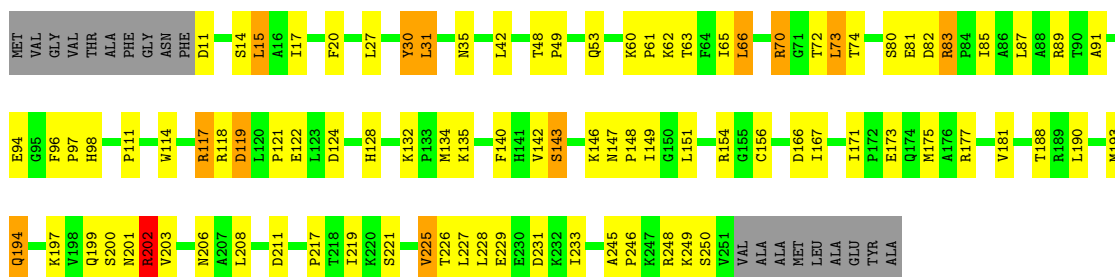 MET VAL GLY VAL THR ALA PHE GLY ASN PHE D11 S14 L15 A16 I17 F20 L27 Y30 L31 N35 L42 T48 P49 Q53 K60 P61 K62 T63 F64 I65 L66 R70 G71 T72 L73 T74 S80 E81 D82 R83 P84 I85 A86 L87 A88 R89 T90 A91
E94 G95 F96 P97 H98 P111 W114 R117 R118 D119 L120 P121 E122 L123 D124 H128 K132 P133 M134 K135 F140 H141 V142 S143 K146 N147 P148 I149 G150 L151 R154 G155 C156 D166 I167 I171 P172 E173 Q174 M175 A176 R177 V181 T188 R189 L190 M193
Q194 K197 V198 Q199 S200 N201 R202 V203 N206 A207 L208 D211 P217 T218 I219 K220 S221 V225 T226 L227 L228 E229 E230 D231 K232 I233 A245 P246 K247 R248 K249 S250 V251 VAL ALA ALA MET LEU ALA GLU TYR ALA